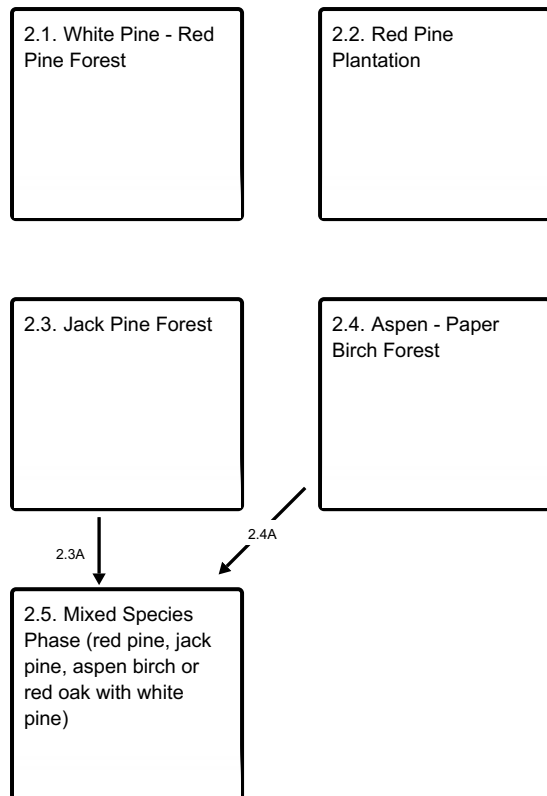 2.1. White Pine - Red
Pine Forest
2.2. Red Pine
Plantation
2.3. Jack Pine Forest
2.4. Aspen - Paper
Birch Forest
2.3A
2.4A
2.5. Mixed Species
Phase (red pine, jack
pine, aspen birch or
red oak with white
pine)